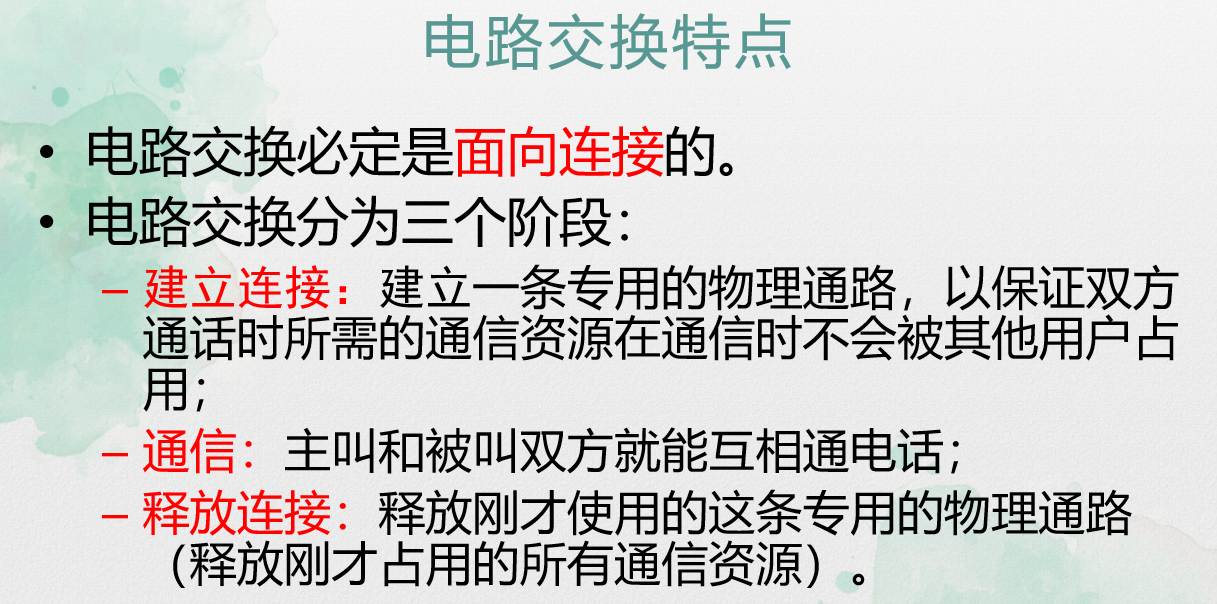 电路交换特点
• 电路交换必定是面向连接的。
• 电路交换分为三个阶段：
– 建立连接：建立一条专用的物理通路，以保证双方
通话时所需的通信资源在通信时不会被其他用户占
用；
– 通信：主叫和被叫双方就能互相通电话；
– 释放连接：释放刚才使用的这条专用的物理通路
（释放刚才占用的所有通信资源）。